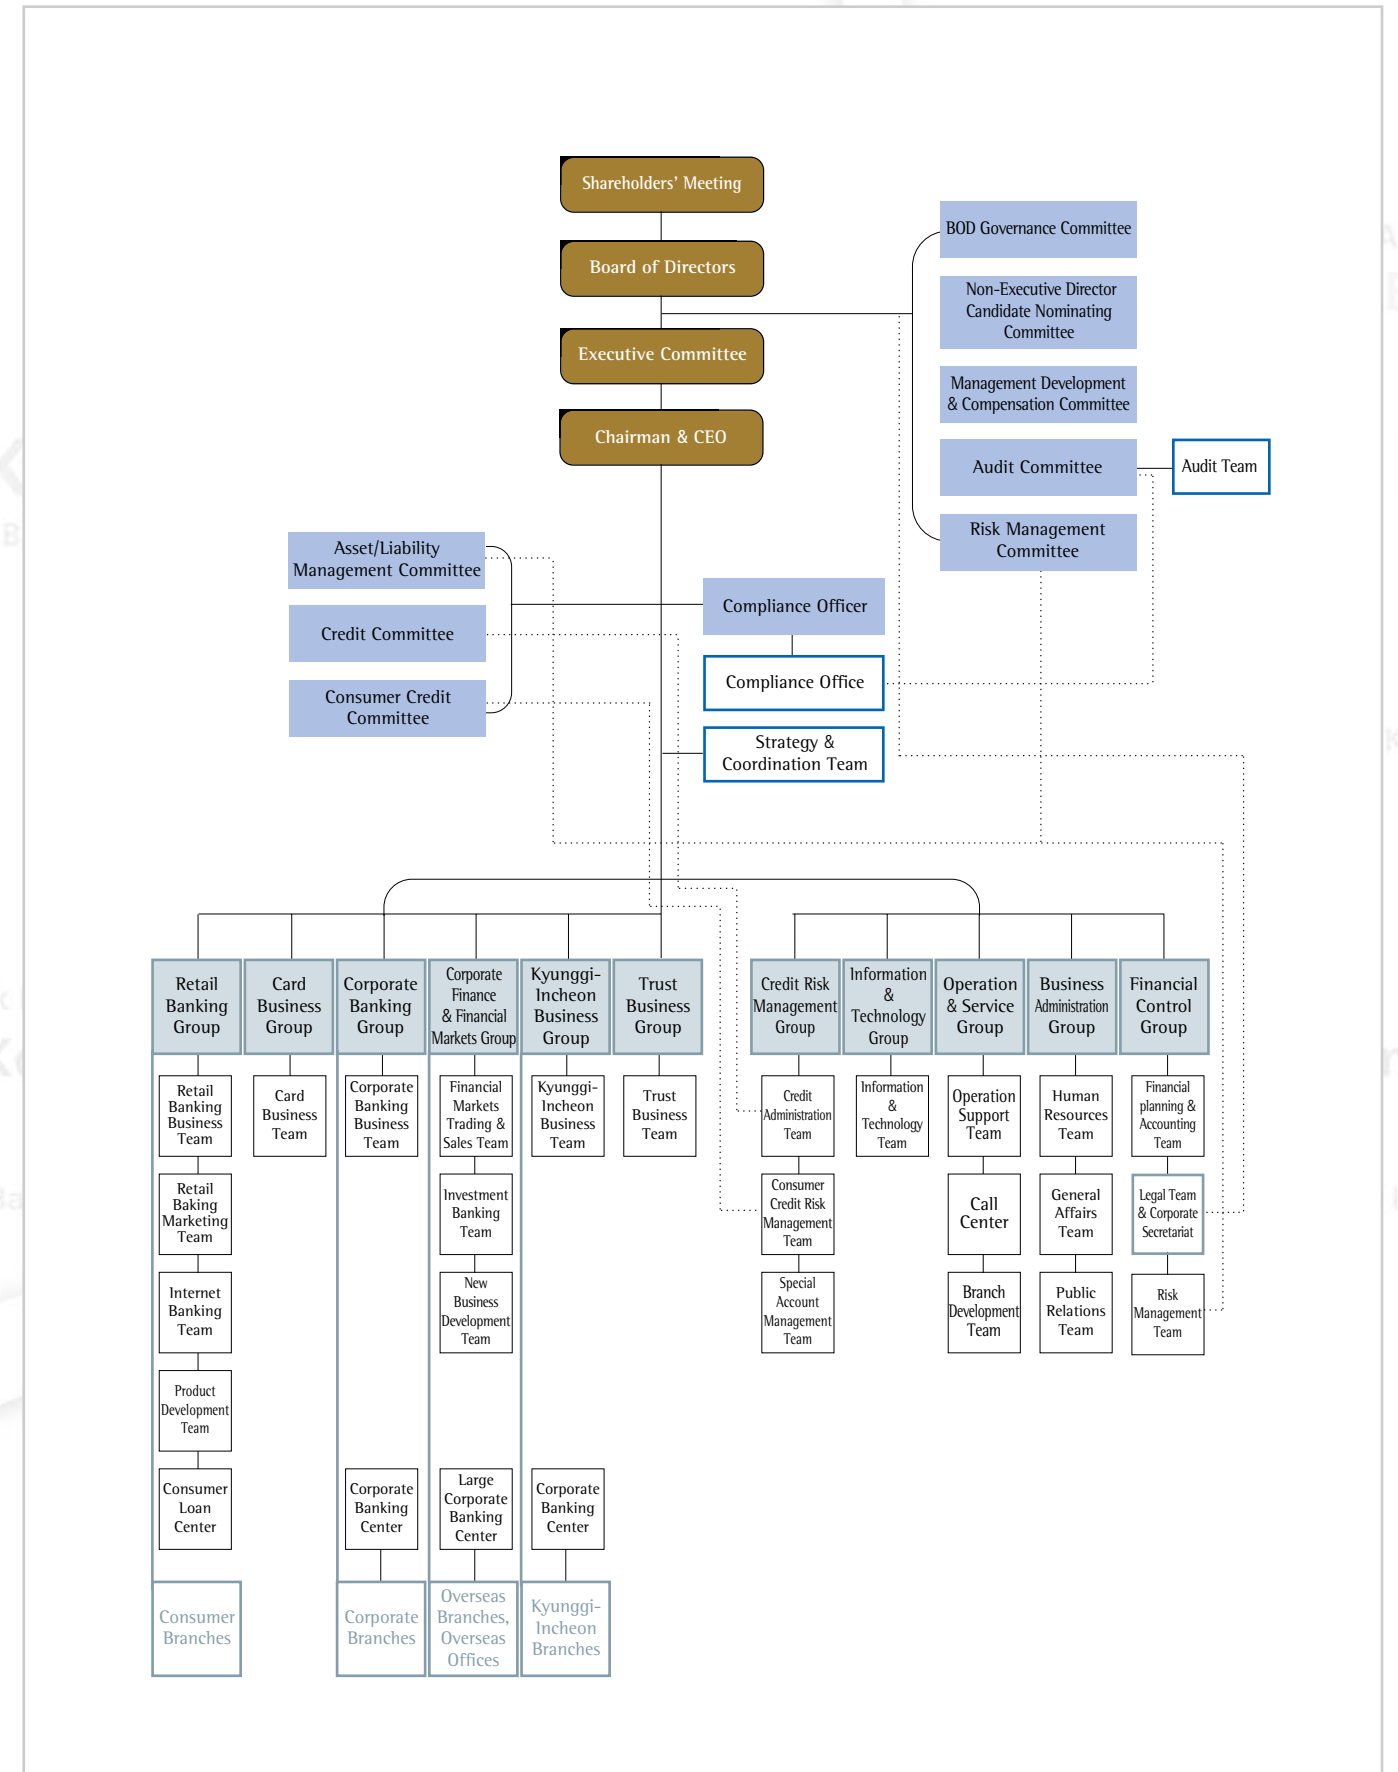 Shareholders' Meeting
Board of Directors
Executive Committee
Chairman & CEO
BOD Governance Committee
Non-Executive Director
Candidate Nominating
Committee
Management Development
& Compensation Committee
Audit Committee
Audit Team
Risk Management
Committee
Asset/Liability
Management Committee
Credit Committee
Consumer Credit
Committee
Compliance Officer
Compliance Office
Strategy &
Coordination Team
Retail
Banking
Group
Card
Business
Group
Corporate
Banking
Group
Corporate
Finance
& Financial
Markets Group
Kyunggi-
Incheon
Business
Group
Trust
Business
Group
Credit Risk
Management
Group
Information
&
Technology
Group
Operation
& Service
Group
Business
Administration
Group
Financial
Control
Group
Retail
Banking
Business
Team
Card
Business
Team
Corporate
Banking
Business
Team
Financial
Markets
Trading &
Sales Team
Kyunggi-
Incheon
Business
Team
Trust
Business
Team
Credit
Administration
Team
Information
&
Technology
Team
Operation
Support
Team
Human
Resources
Team
Financial
planning &
Accounting
Team
Retail
Baking
Marketing
Team
Investment
Banking
Team
Consumer
Credit Risk
Management
Team
Call
Center
General
Affairs
Team
Legal Team
& Corporate
Secretariat
Internet
Banking
Team
New
Business
Development
Team
Special
Account
Management
Team
Branch
Development
Team
Public
Relations
Team
Risk
Management
Team
Product
Development
Team
Consumer
Loan
Center
Corporate
Banking
Center
Large
Corporate
Banking
Center
Corporate
Banking
Center
Consumer
Branches
Corporate
Branches
Overseas
Branches,
Overseas
Offices
Kyunggi-
Incheon
Branches